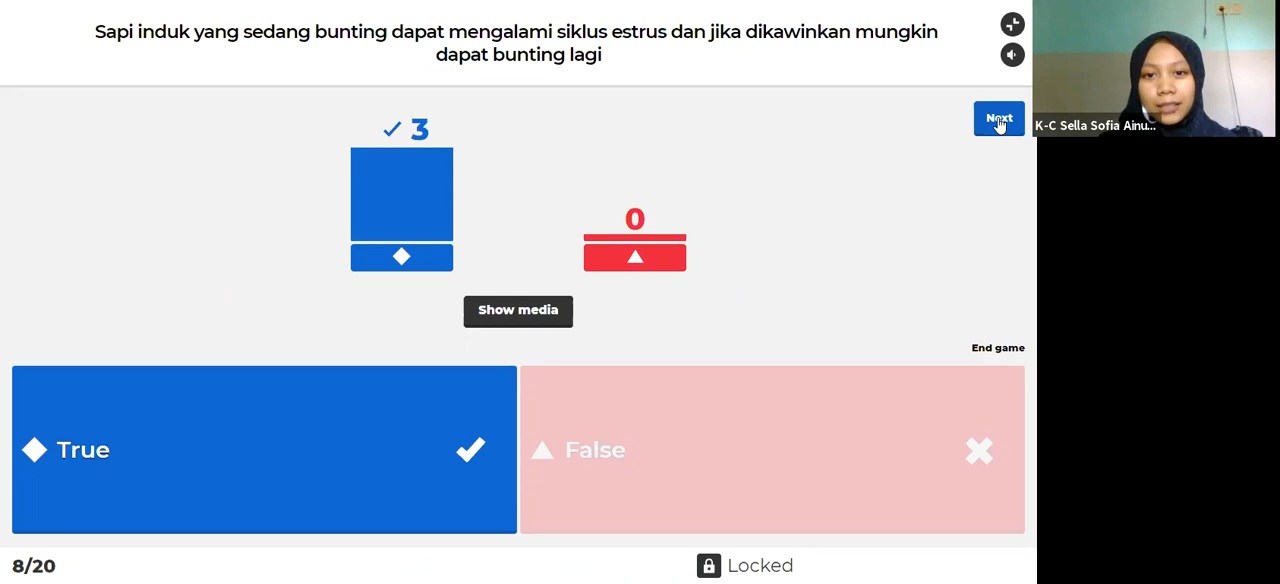 Sapi induk yang sedang bunting dapat mengalami siklus estrus dan jika dikawinkan mungkin
dapat bunting lagi
Next
K-C Sella Sofia Ainu...
3
0
Show media
End game
True
False
8/20
Locked